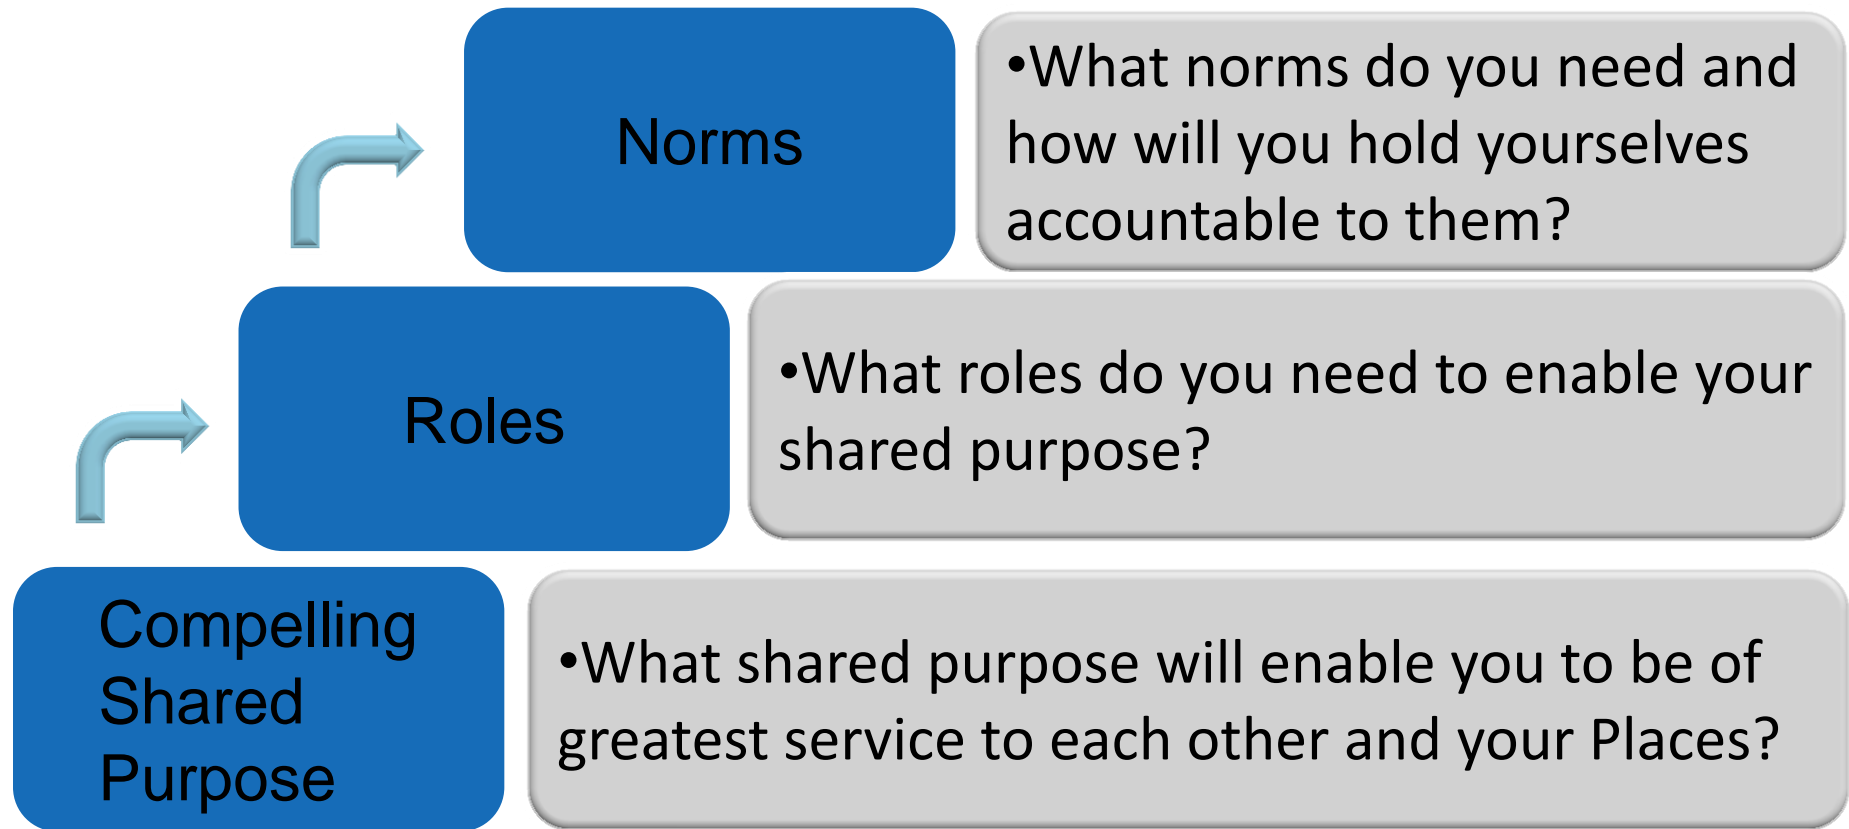 Norms
•What norms do you need and
how will you hold yourselves
accountable to them?
Roles
•What roles do you need to enable your
shared purpose?
Compelling
Shared
Purpose
•What shared purpose will enable you to be of
greatest service to each other and your Places?